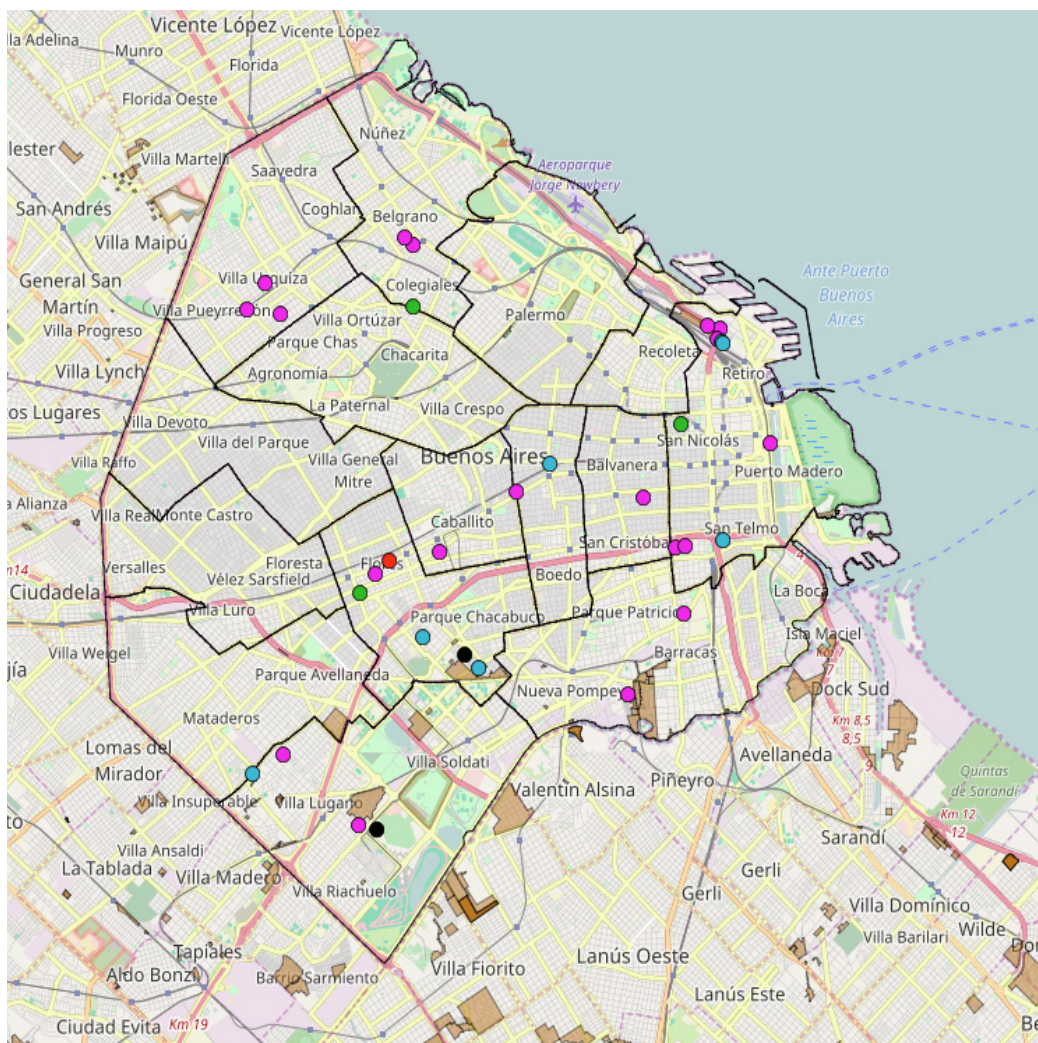 Vicente López
Vicente López
Munro
Florida
Florida Oeste
Núñez
Villa Martelli
Saavedra
Aeroparque
Jorge Newbery
San Andrés
Coghlan
Belgrano
Villa Maipú
General San
Martín
Villa Urquiza
Colegiales
Ante Puerto
Buenos
Aires
Villa Pueyrredón
Villa Ortúzar
Palermo
Villa Progreso
Parque Chas
Chacarita
Recoleta
Villa Lynch
Agronomía
Retiro
La Paternal
Villa Crespo
Villa Devoto
Villa del Parque
San Nicolás
Villa Raffo
Villa General
Mitre
Buenos Aires
Balvanera
Puerto Madero
Villa Real
Monte Castro
Caballito
San Telmo
San Cristóbal
Versalles
Floresta
Flores
Vélez Sarsfield
Boedo
4
Ciudadela
Villa Luro
La Boca
Parque Chacabuco
Parque Patricios
Isla Maciel
Villa Weigel
Barracas
Km 7
7
Parque Avellaneda
Nueva Pompeya
Dock Sud
Mataderos
Km 8,5
8,5
Lomas del
Mirador
Villa Soldati
Avellaneda
9
Piñeyro
Quintas
de Sarandí
Villa Insuperable
Villa Lugano
Valentín Alsina
Km 12
12
Sarandí
Villa Ansaldi
La Tablada
Villa Madero
Gerli
Villa Riachuelo
Gerli
Villa Domínico
Wilde
Tapiales
Villa Barilari
Aldo Bonzi
Barrio Sarmiento
Villa Fiorito
Lanús Oeste
Lanús Este
Ciudad Evita
Km 19